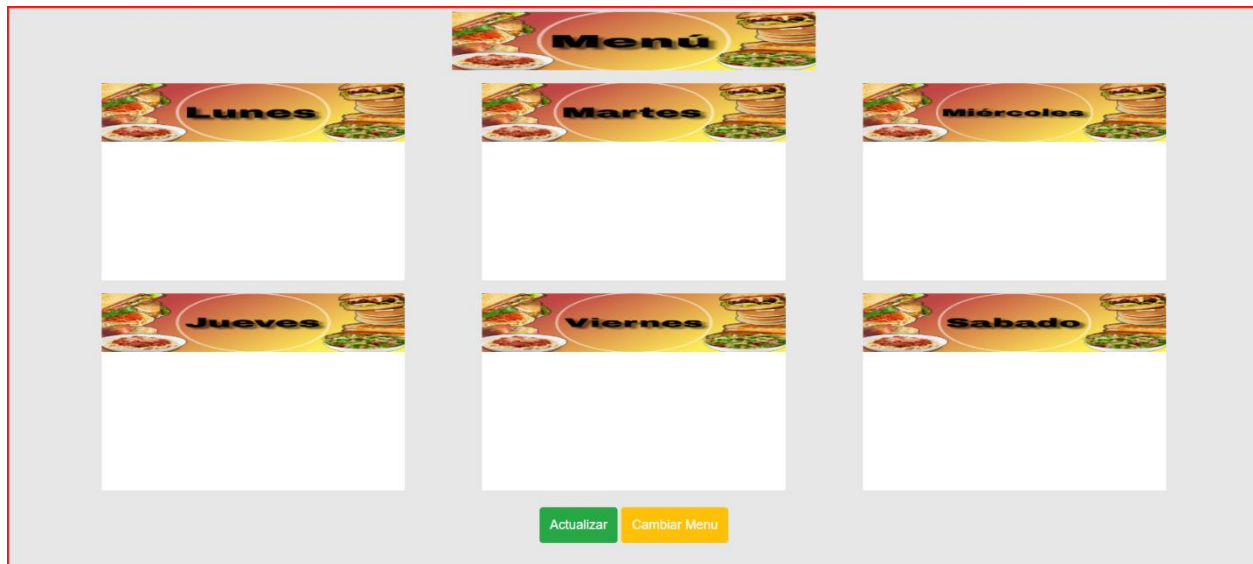 Menú
Lunes
Martes
Miércoles
Jueves
Viernes
Sabado
Actualizar
Cambiar Menu